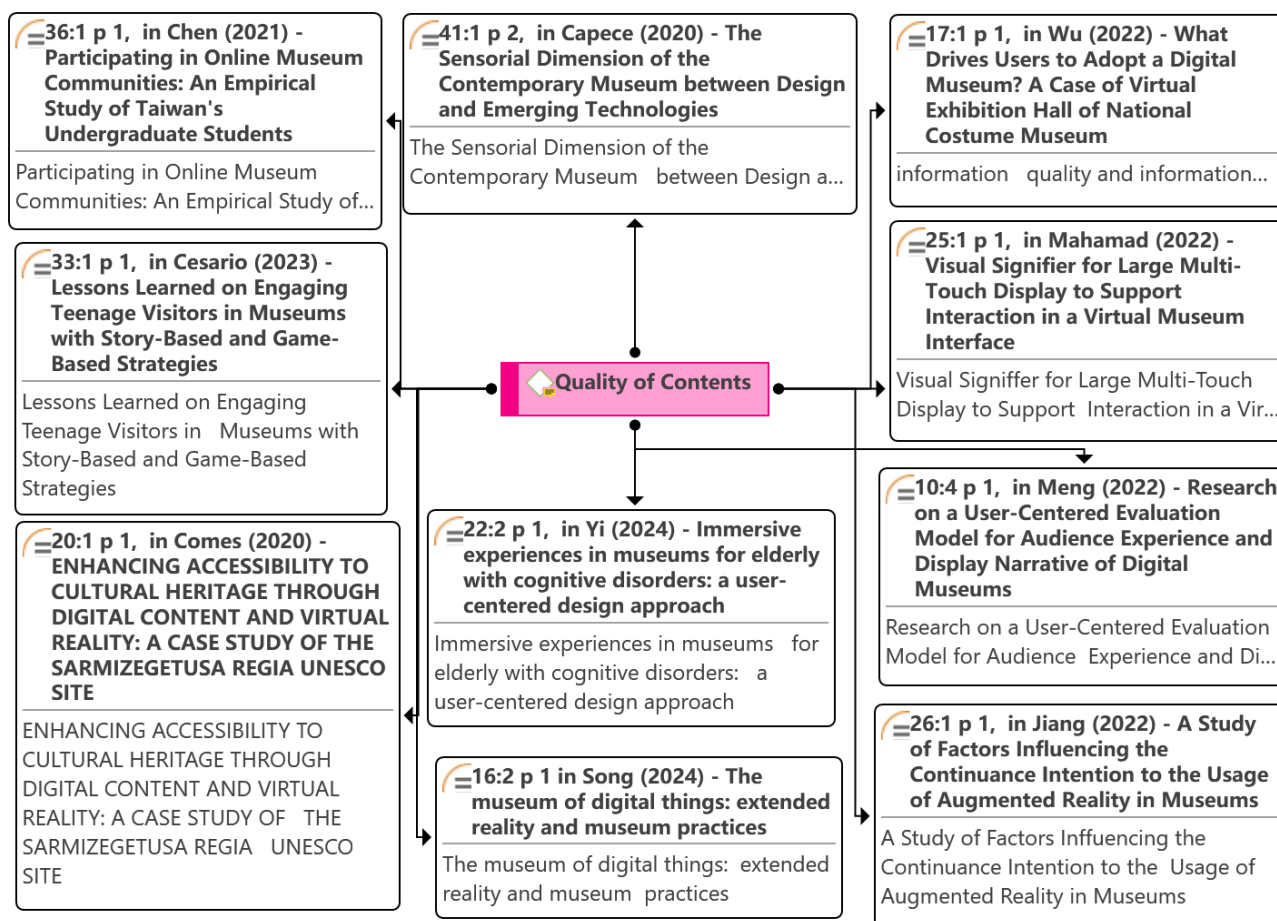 36:1 p 1, in Chen (2021) -
Participating in Online Museum
Communities: An Empirical
Study of Taiwan's
Undergraduate Students
Participating in Online Museum
Communities: An Empirical Study of...
41:1 p 2, in Capece (2020) - The
Sensorial Dimension of the
Contemporary Museum between Design
and Emerging Technologies
The Sensorial Dimension of the
Contemporary Museum between Design a...
17:1 p 1, in Wu (2022) - What
Drives Users to Adopt a Digital
Museum? A Case of Virtual
Exhibition Hall of National
Costume Museum
information quality and information...
33:1 p 1, in Cesario (2023) -
Lessons Learned on Engaging
Teenage Visitors in Museums
with Story-Based and Game-
Based Strategies
Lessons Learned on Engaging
Teenage Visitors in Museums with
Story-Based and Game-Based
Strategies
25:1 p 1, in Mahamad (2022) -
Visual Signifier for Large Multi-
Touch Display to Support
Interaction in a Virtual Museum
Interface
Visual Signiffer for Large Multi-Touch
Display to Support Interaction in a Vir...
Quality of Contents
20:1 p 1, in Comes (2020) -
ENHANCING ACCESSIBILITY TO
CULTURAL HERITAGE THROUGH
DIGITAL CONTENT AND VIRTUAL
REALITY: A CASE STUDY OF THE
SARMIZEGETUSA REGIA UNESCO
SITE
ENHANCING ACCESSIBILITY TO
CULTURAL HERITAGE THROUGH
DIGITAL CONTENT AND VIRTUAL
REALITY: A CASE STUDY OF THE
SARMIZEGETUSA REGIA UNESCO
SITE
22:2 p 1, in Yi (2024) - Immersive
experiences in museums for elderly
with cognitive disorders: a user-
centered design approach
Immersive experiences in museums for
elderly with cognitive disorders: a
user-centered design approach
10:4 p 1, in Meng (2022) - Research
on a User-Centered Evaluation
Model for Audience Experience and
Display Narrative of Digital
Museums
Research on a User-Centered Evaluation
Model for Audience Experience and Di...
16:2 p 1 in Song (2024) - The
museum of digital things: extended
reality and museum practices
The museum of digital things: extended
reality and museum practices
26:1 p 1, in Jiang (2022) - A Study
of Factors Influencing the
Continuance Intention to the Usage
of Augmented Reality in Museums
A Study of Factors Inffuencing the
Continuance Intention to the Usage of
Augmented Reality in Museums